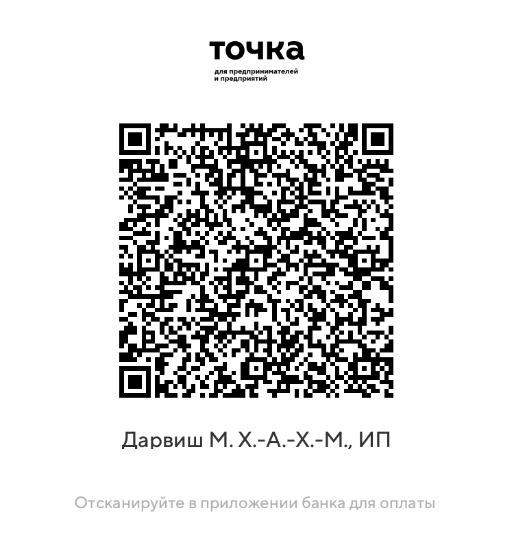 точка
для предпринимателей
и предприятий
Дарвиш М. Х.-А.-Х.-М., ИП
Отсканируйте в приложении банка для оплаты